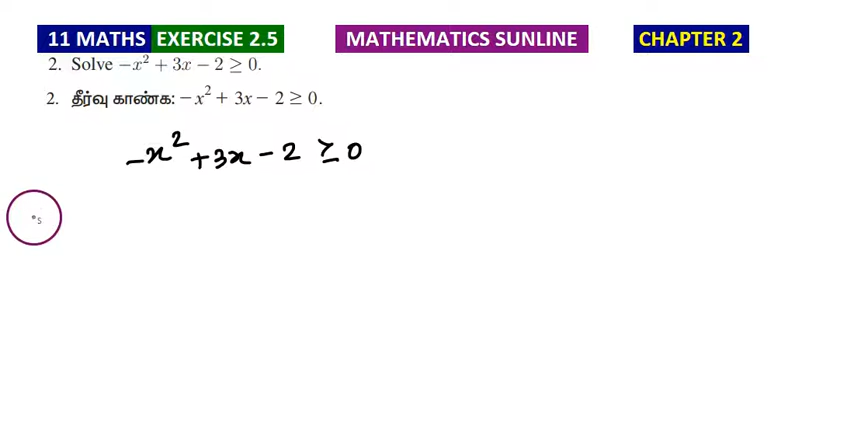 11 MATHS EXERCISE 2.5 MATHEMATICS SUNLINE CHAPTER 2
2. Solve −x² + 3x − 2 ≥ 0.
2. தீர்வு காண்க: −x² + 3x − 2 ≥ 0.
−x² + 3x − 2 ≥ 0